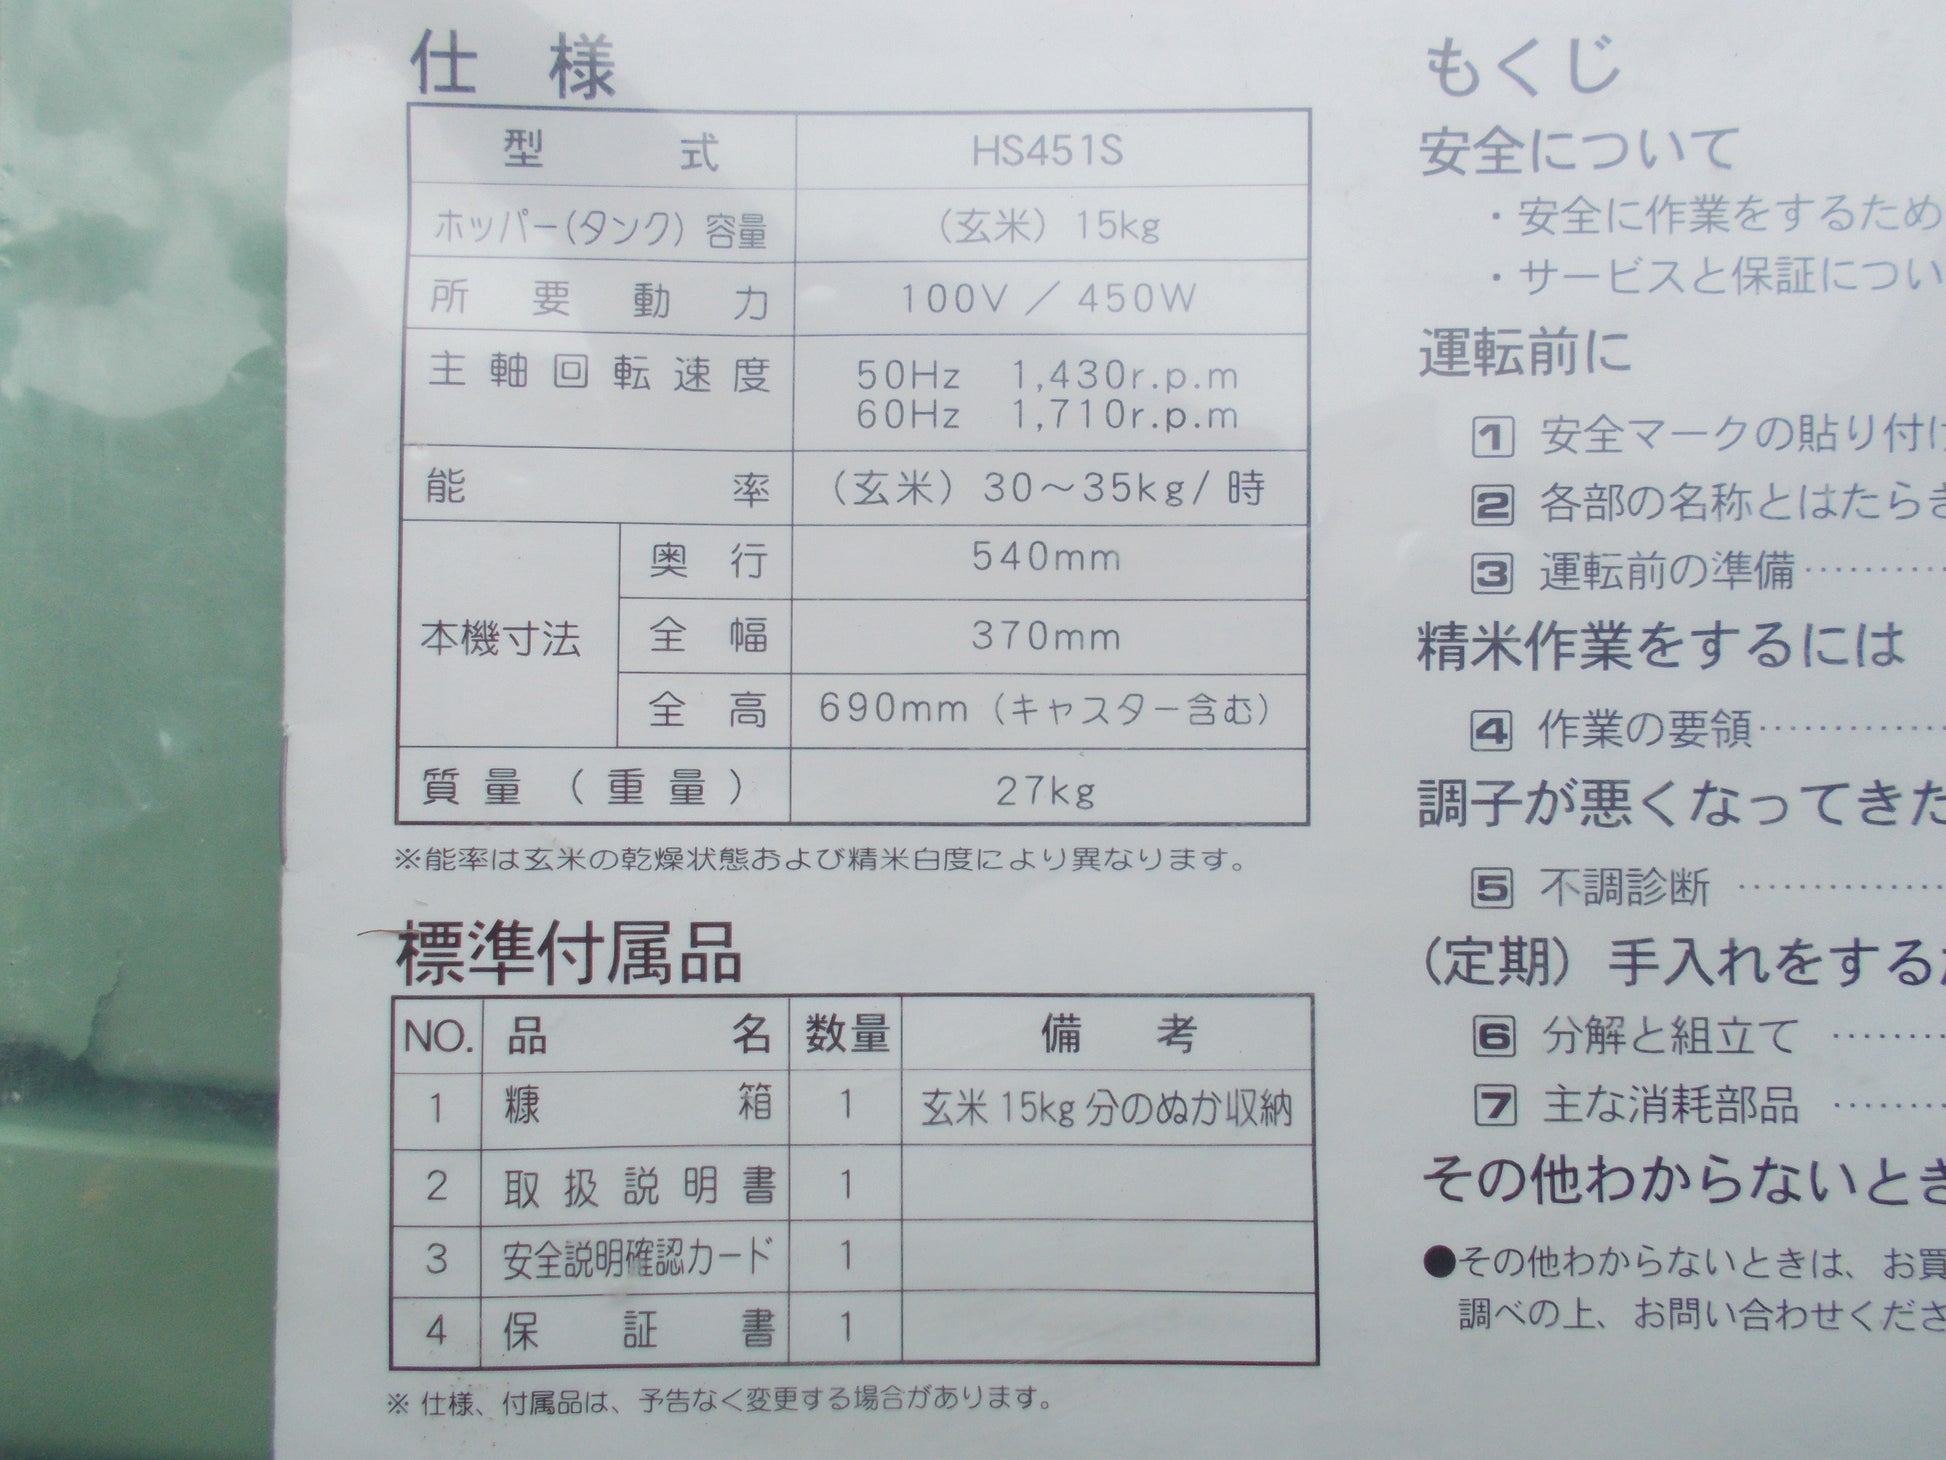 仕様
型式 HS451S
ホッパー(タンク)容量 (玄米)15kg
所要動力 100V／450W
主軸回転速度 50Hz 1,430r.p.m
60Hz 1,710r.p.m
能率 (玄米)30～35kg/時
本機寸法 奥行 540mm
全幅 370mm
全高 690mm(キャスター含む)
質量(重量) 27kg
※能率は玄米の乾燥状態および精米白度により異なります。
標準付属品
NO. 品名 数量 備考
1 糠箱 1 玄米15kg分のぬか収納
2 取扱説明書 1
3 安全説明確認カード 1
4 保証書 1
※仕様、付属品は、予告なく変更する場合があります。
もくじ
安全について
・安全に作業をするため
・サービスと保証につい
運転前に
1 安全マークの貼り付け
2 各部の名称とはたらき
3 運転前の準備
精米作業をするには
4 作業の要領
調子が悪くなってきた
5 不調診断
(定期)手入れをする
6 分解と組立て
7 主な消耗部品
その他わからないとき
●その他わからないときは、お買
調べの上、お問い合わせくださ